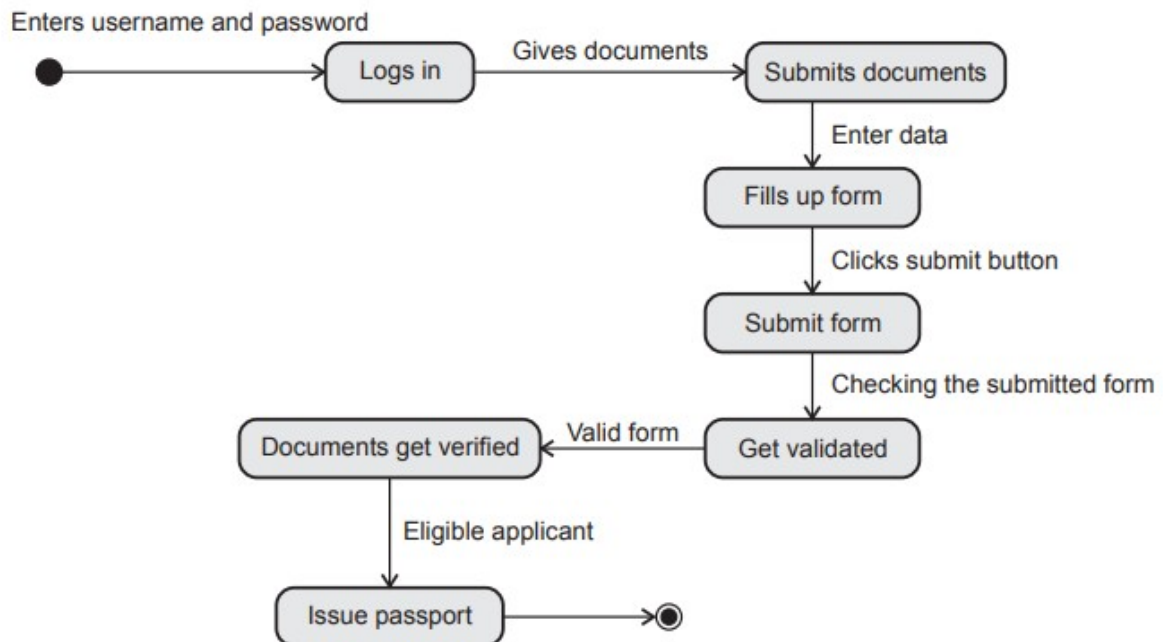 Enters username and password
Logs in
Gives documents
Submits documents
Enter data
Fills up form
Clicks submit button
Submit form
Checking the submitted form
Get validated
Valid form
Documents get verified
Eligible applicant
Issue passport